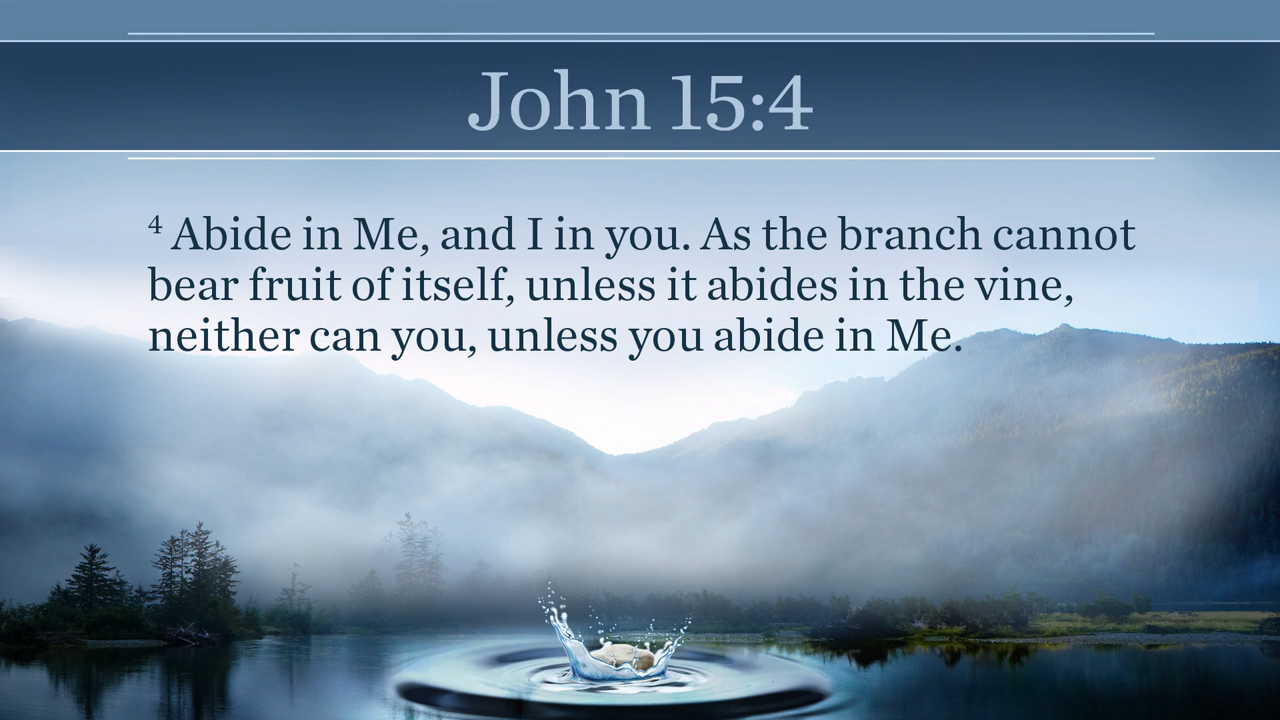 John 15:4
⁴ Abide in Me, and I in you. As the branch cannot
bear fruit of itself, unless it abides in the vine,
neither can you, unless you abide in Me.